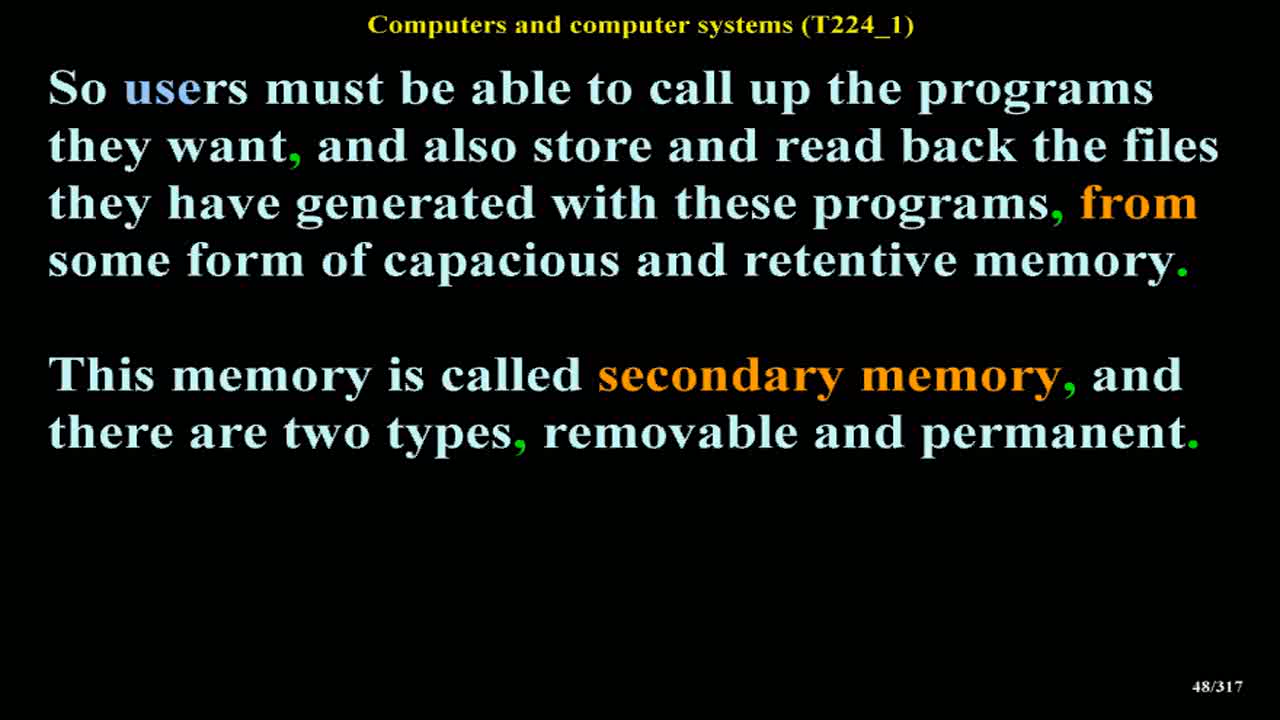 Computers and computer systems (T224_1)
So users must be able to call up the programs
they want, and also store and read back the files
they have generated with these programs, from
some form of capacious and retentive memory.
This memory is called secondary memory, and
there are two types, removable and permanent.
48/317